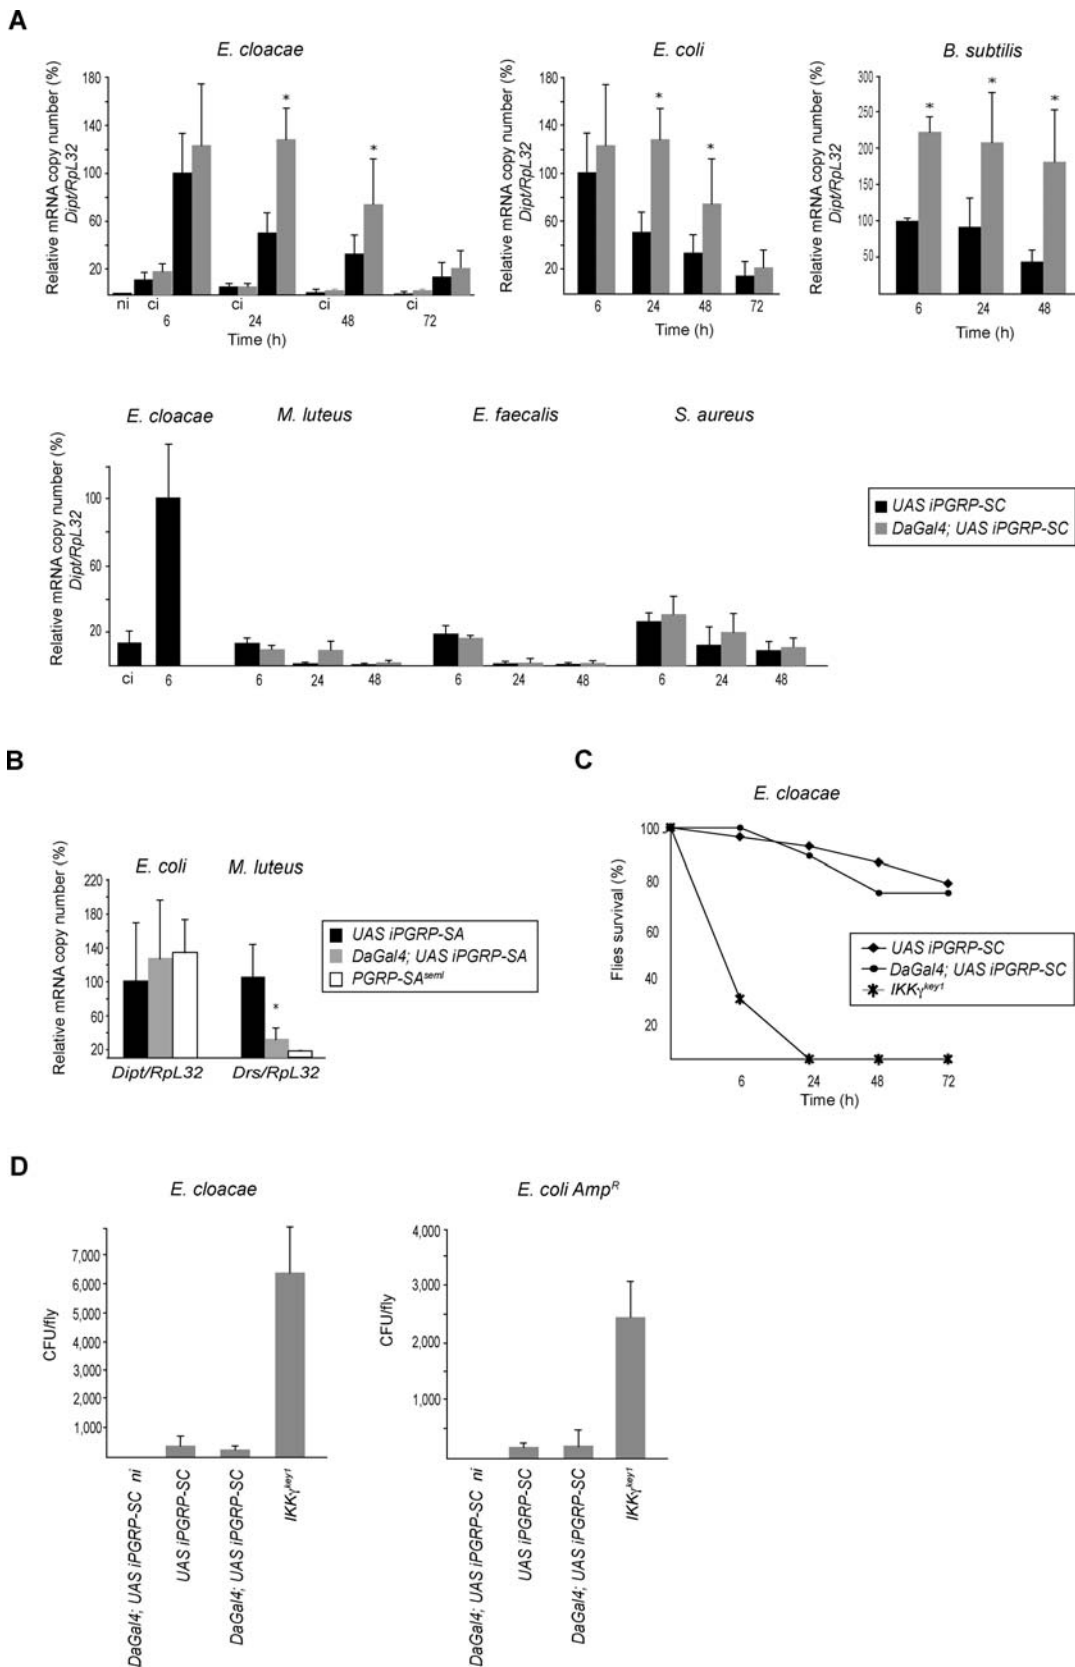 A
E. cloacae
Relative mRNA copy number (%)
Dipt/RpL32
180
140
100
60
20
ni
ci
ci
ci
ci
6
24
48
72
Time (h)
E. coli
Relative mRNA copy number (%)
Dipt/RpL32
180
140
100
60
20
6
24
48
72
Time (h)
B. subtilis
Relative mRNA copy number (%)
Dipt/RpL32
300
250
200
150
100
50
6
24
48
Time (h)
* * * * * * *
E. cloacae
M. luteus
E. faecalis
S. aureus
Relative mRNA copy number (%)
Dipt/RpL32
100
60
20
ci
6
6
24
48
6
24
48
6
24
48
UAS iPGRP-SC
DaGal4; UAS iPGRP-SC
B
E. coli
M. luteus
Relative mRNA copy number (%)
220
180
140
100
60
20
*
Dipt/RpL32
Drs/RpL32
UAS iPGRP-SA
DaGal4; UAS iPGRP-SA
PGRP-SA^seml
C
E. cloacae
Flies survival (%)
100
80
60
40
20
6
24
48
72
Time (h)
UAS iPGRP-SC
DaGal4; UAS iPGRP-SC
IKKγ^key1
D
E. cloacae
CFU/fly
7,000
6,000
5,000
4,000
3,000
2,000
1,000
DaGal4; UAS iPGRP-SC ni
UAS iPGRP-SC
DaGal4; UAS iPGRP-SC
IKKγ^key1
E. coli Amp^R
CFU/fly
4,000
3,000
2,000
1,000
DaGal4; UAS iPGRP-SC ni
UAS iPGRP-SC
DaGal4; UAS iPGRP-SC
IKKγ^key1